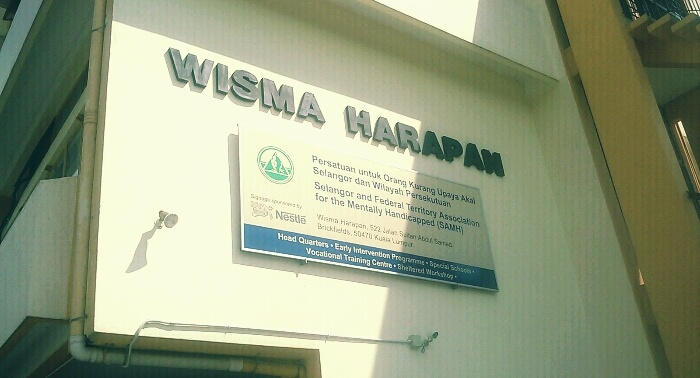 WISMA HARAPAN
Persatuan untuk Orang Kurang Upaya Akal
Selangor dan Wilayah Persekutuan
Selangor and Federal Territory Association
for the Mentally Handicapped (SAMH)
Signage sponsored by
Nestlé
Wisma Harapan, 522 Jalan Sultan Abdul Samad,
Brickfields, 50470 Kuala Lumpur.
Head Quarters • Early Intervention Programme • Special Schools •
Vocational Training Centre • Sheltered Workshop •